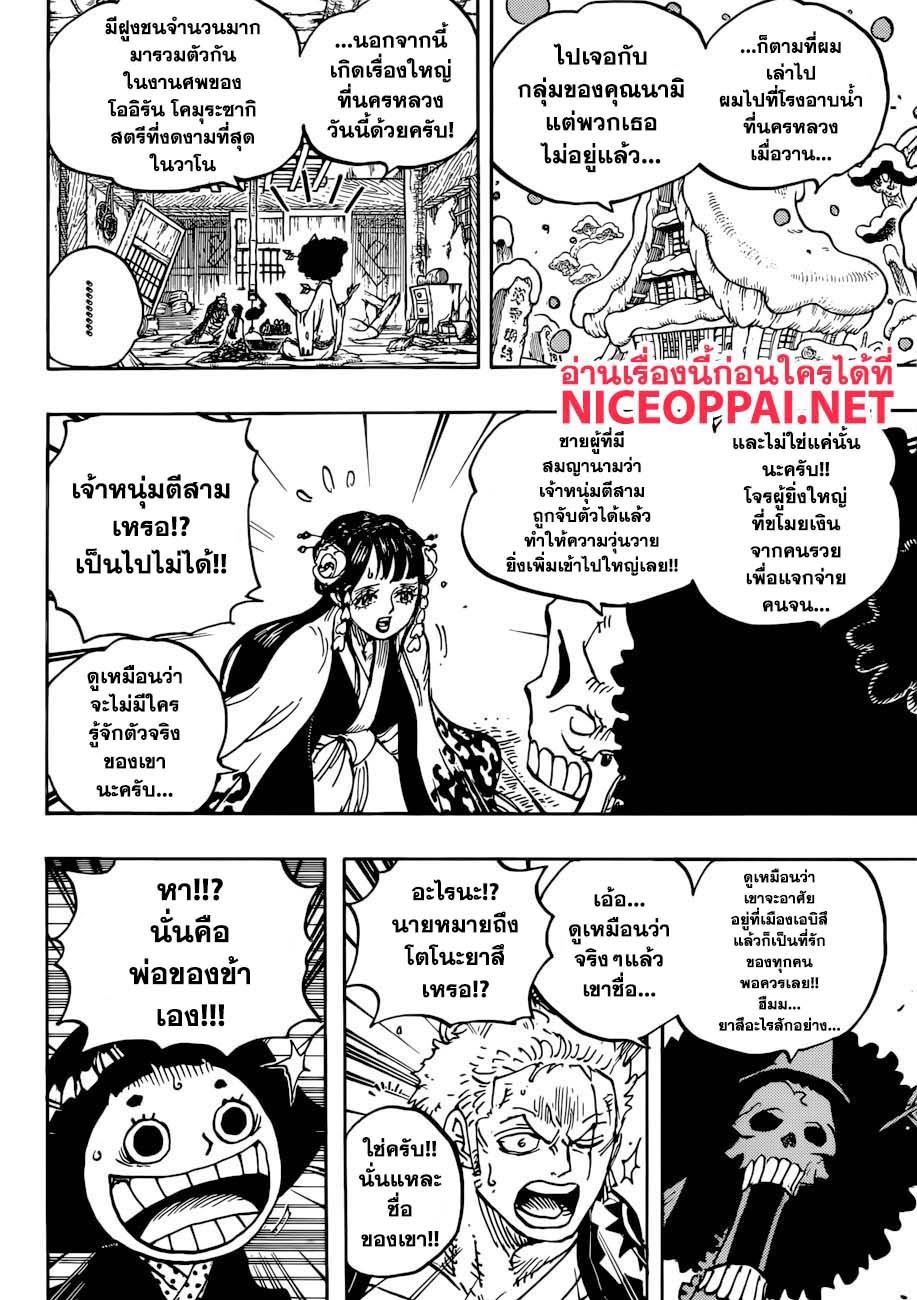 ...ก็ตามที่ผม
เล่าไป
ผมไปที่โรงอาบน้ำ
ที่นครหลวง
เมื่อวาน...
ไปเจอกับ
กลุ่มของคุณนามิ
แต่พวกเธอ
ไม่อยู่แล้ว...
...นอกจากนี้
เกิดเรื่องใหญ่
ที่นครหลวง
วันนี้ด้วยครับ!
มีฝูงชนจำนวนมาก
มารวมตัวกัน
ในงานศพของ
โออิรัน โคมุระซากิ
สตรีที่งดงามที่สุด
ในวาโน
อ่านเรื่องนี้ก่อนใครได้ที่
NICEOPPAI.NET
และไม่ใช่แค่นั้น
นะครับ!!
โจรผู้ยิ่งใหญ่
ที่ขโมยเงิน
จากคนรวย
เพื่อแจกจ่าย
คนจน...
ชายผู้ที่มี
สมญานามว่า
เจ้าหนุ่มตีสาม
ถูกจับตัวได้แล้ว
ทำให้ความวุ่นวาย
ยิ่งเพิ่มเข้าไปใหญ่เลย!!
เจ้าหนุ่มตีสาม
เหรอ!?
เป็นไปไม่ได้!!
ดูเหมือนว่า
จะไม่มีใคร
รู้จักตัวจริง
ของเขา
นะครับ...
ดูเหมือนว่า
เขาจะอาศัย
อยู่ที่เมืองเอบิสึ
แล้วก็เป็นที่รัก
ของทุกคน
พอควรเลย!!
ฮืมม...
ยาสึอะไรสักอย่าง...
เอ้อ...
ดูเหมือนว่า
จริงๆแล้ว
เขาชื่อ...
อะไรนะ!?
นายหมายถึง
โตโนะยาสึ
เหรอ!?
ใช่ครับ!!
นั่นแหละ
ชื่อ
ของเขา!!
หา!!?
นั่นคือ
พ่อของข้า
เอง!!!